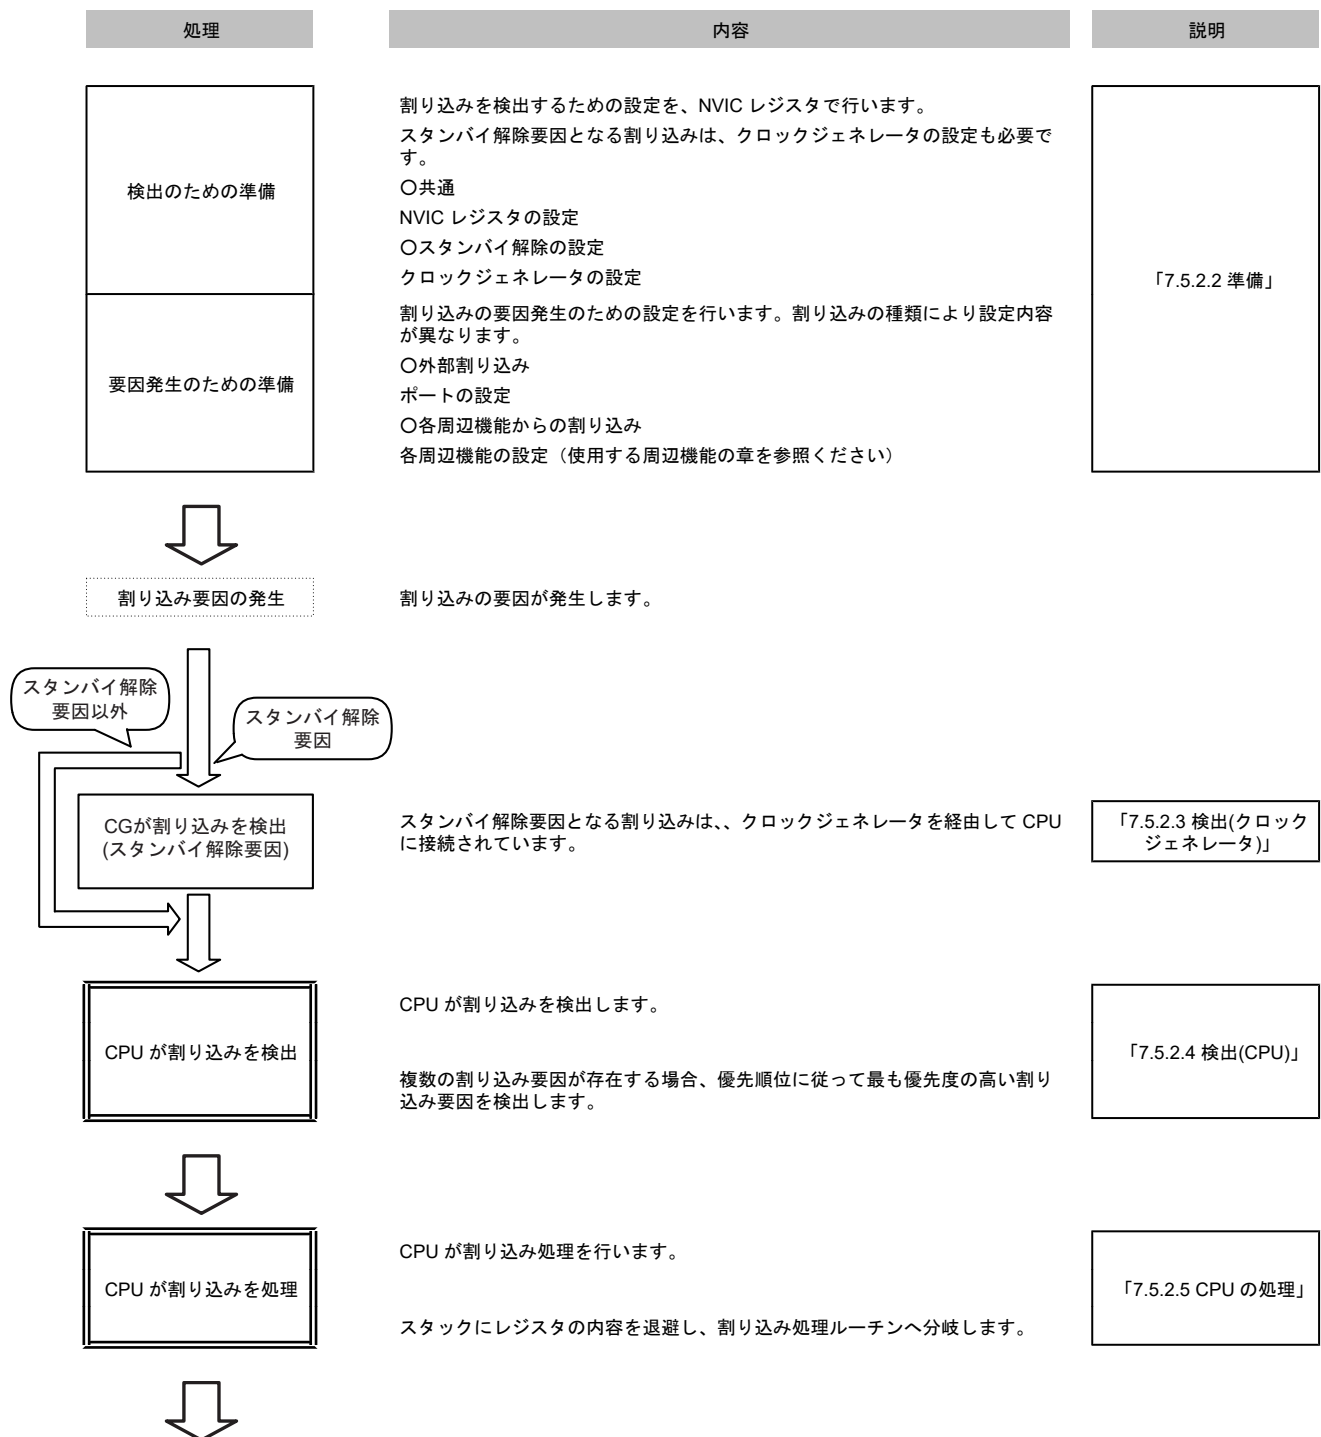 処理
内容
説明
検出のための準備
割り込みを検出するための設定を、NVIC レジスタで行います。
スタンバイ解除要因となる割り込みは、クロックジェネレータの設定も必要で
す。
〇共通
NVIC レジスタの設定
〇スタンバイ解除の設定
クロックジェネレータの設定
「7.5.2.2 準備」
要因発生のための準備
割り込みの要因発生のための設定を行います。割り込みの種類により設定内容
が異なります。
〇外部割り込み
ポートの設定
〇各周辺機能からの割り込み
各周辺機能の設定（使用する周辺機能の章を参照ください）
割り込み要因の発生
割り込みの要因が発生します。
スタンバイ解除
要因以外
スタンバイ解除
要因
CGが割り込みを検出
(スタンバイ解除要因)
スタンバイ解除要因となる割り込みは、、クロックジェネレータを経由して CPU
に接続されています。
「7.5.2.3 検出(クロック
ジェネレータ)」
CPU が割り込みを検出
CPU が割り込みを検出します。
複数の割り込み要因が存在する場合、優先順位に従って最も優先度の高い割り
込み要因を検出します。
「7.5.2.4 検出(CPU)」
CPU が割り込みを処理
CPU が割り込み処理を行います。
スタックにレジスタの内容を退避し、割り込み処理ルーチンへ分岐します。
「7.5.2.5 CPU の処理」